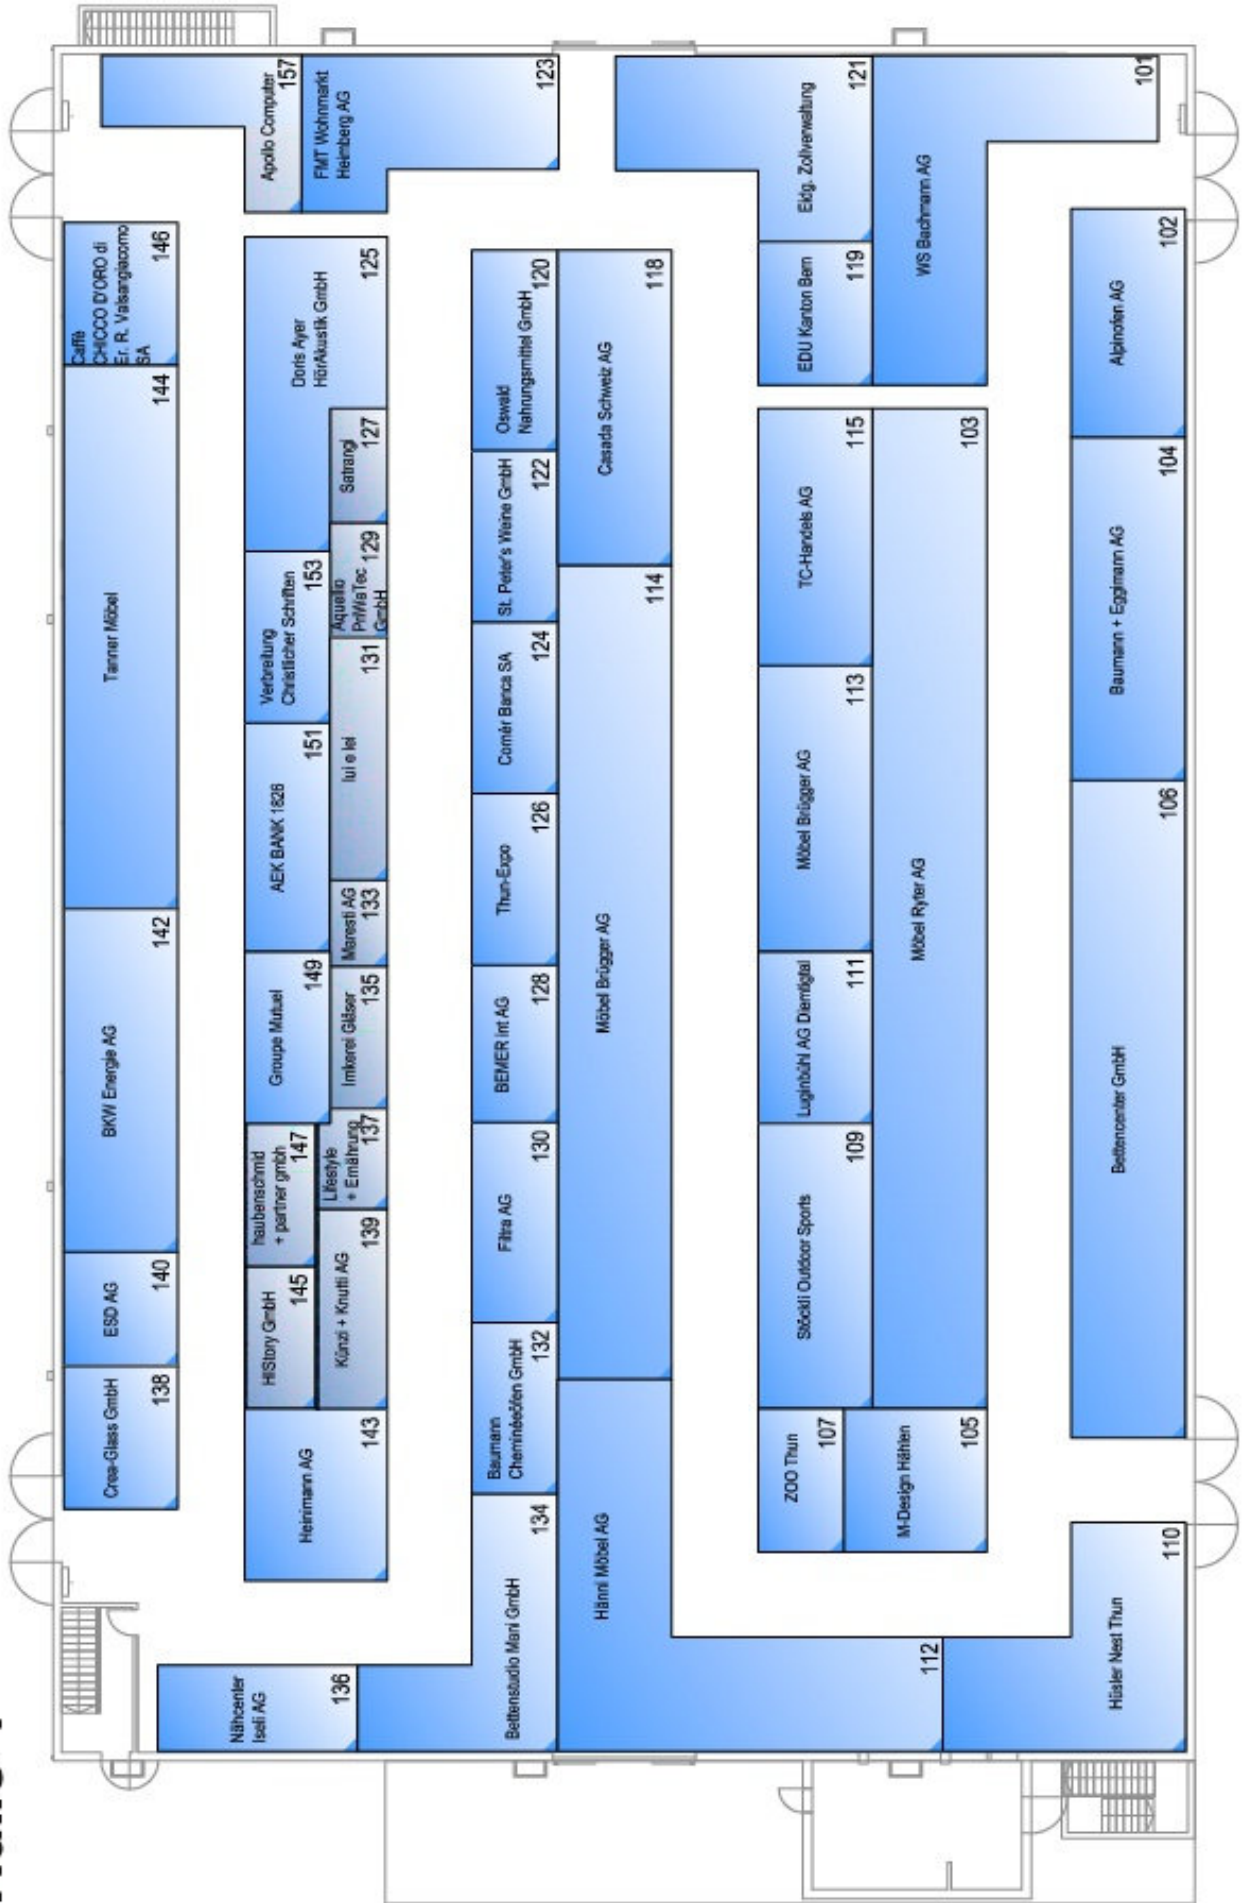 Crea-Glass GmbH
138
ESD AG
140
BKW Energie AG
142
Tanner Möbel
144
Caffè
CHICCO D'ORO di
Er. R. Valsangiacomo
SA
146
Apollo Computer
157
FMT Wohnmarkt
Heimberg AG
123
Nähcenter
Iseli AG
136
Heinimann AG
143
HIStory GmbH
145
haubenschmid
+ partner gmbh
147
Groupe Mutuel
149
AEK BANK 1826
151
Verbreitung
Christlicher Schriften
153
Doris Ayer
HörAkustik GmbH
125
Künzi + Knutti AG
139
Lifestyle
+ Ernährung
137
Imkerei Gläser
135
Maresti AG
133
lui e lei
131
Aquello
PriWaTec
GmbH
129
Satrangi
127
Bettenstudio Mani GmbH
134
Baumann
Cheminéeöfen GmbH
132
Filtra AG
130
BEMER Int AG
128
Thun-Expo
126
Cornèr Banca SA
124
St. Peter's Weine GmbH
122
Oswald
Nahrungsmittel GmbH
120
Hänni Möbel AG
112
Möbel Brügger AG
114
Casada Schweiz AG
118
ZOO Thun
107
Stöckli Outdoor Sports
109
Luginbühl AG Diemtigtal
111
Möbel Brügger AG
113
TC-Handels AG
115
EDU Kanton Bern
119
Eidg. Zollverwaltung
121
M-Design Hählen
105
Möbel Ryter AG
103
WS Bachmann AG
101
Hüsler Nest Thun
110
Bettencenter GmbH
106
Baumann + Eggimann AG
104
Alpinofen AG
102